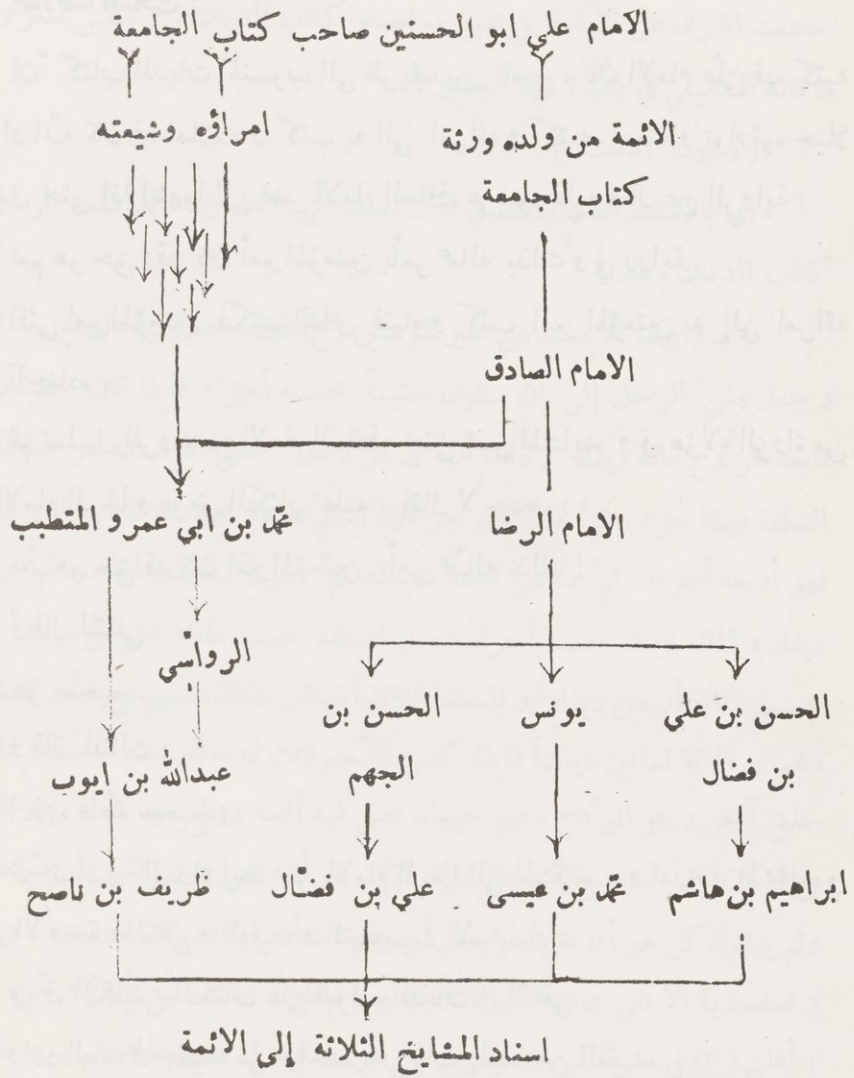 الامام علي ابو الحسنين صاحب كتاب الجامعة
الائمة من ولده ورثة
كتاب الجامعة
امراؤه وشيعته
الامام الصادق
الامام الرضا
محمد بن ابي عمرو المتطبب
الرواسي
الحسن بن علي
بن فضال
يونس
الحسن بن
الجهم
عبدالله بن ايوب
ابراهيم بن هاشم
محمد بن عيسى
علي بن فضّال
ظريف بن ناصح
اسناد المشايخ الثلاثة إلى الائمة